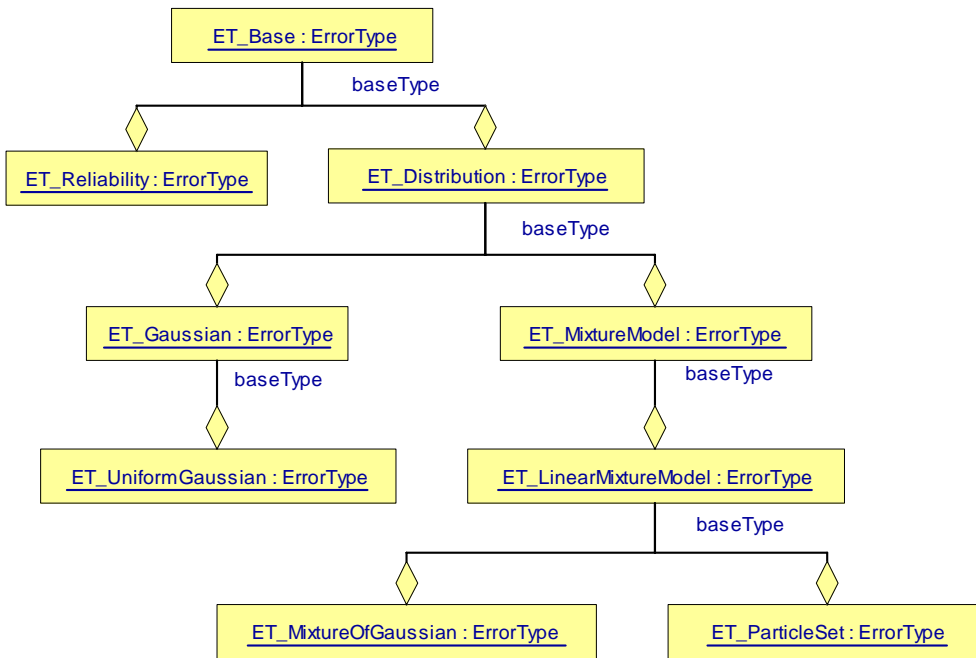 ET_Base : ErrorType
baseType
ET_Reliability : ErrorType
ET_Distribution : ErrorType
baseType
ET_Gaussian : ErrorType
ET_MixtureModel : ErrorType
baseType
baseType
ET_UniformGaussian : ErrorType
ET_LinearMixtureModel : ErrorType
baseType
ET_MixtureOfGaussian : ErrorType
ET_ParticleSet : ErrorType